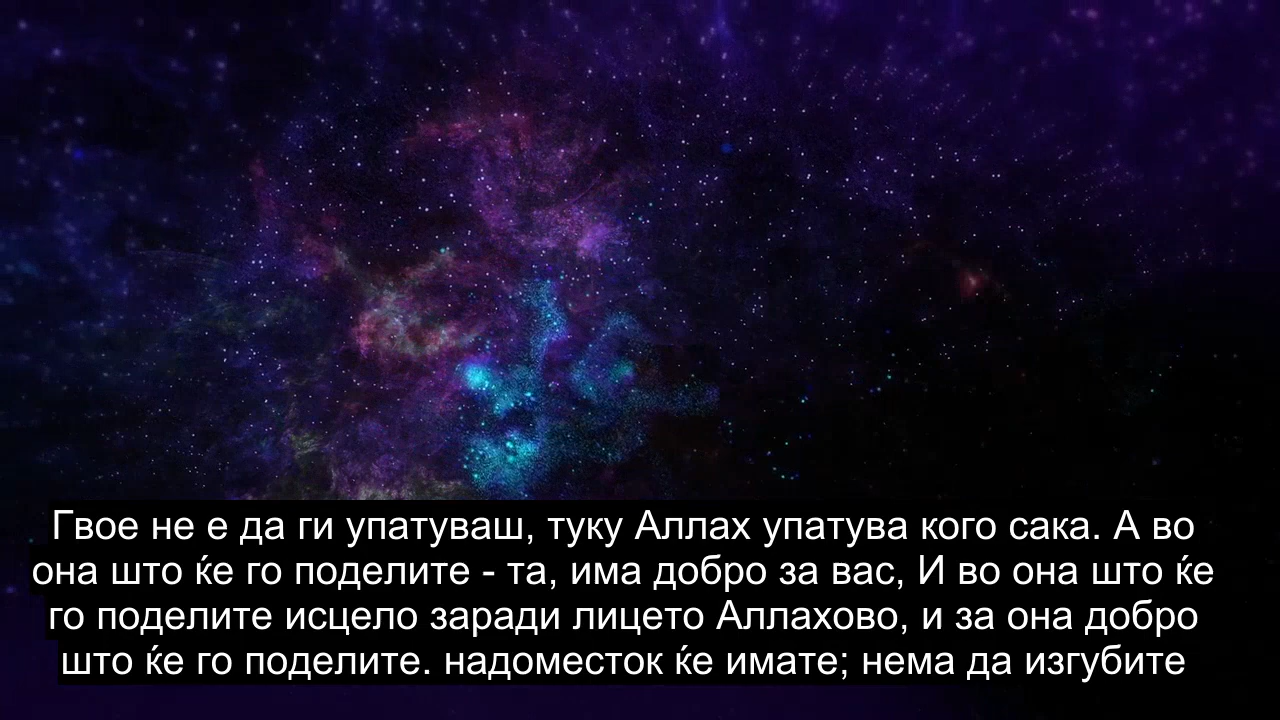 Гвое не е да ги упатуваш, туку Аллах упатува кого сака. А во
она што ќе го поделите - та, има добро за вас, И во она што ќе
го поделите исцело заради лицето Аллахово, и за она добро
што ќе го поделите. надоместок ќе имате; нема да изгубите